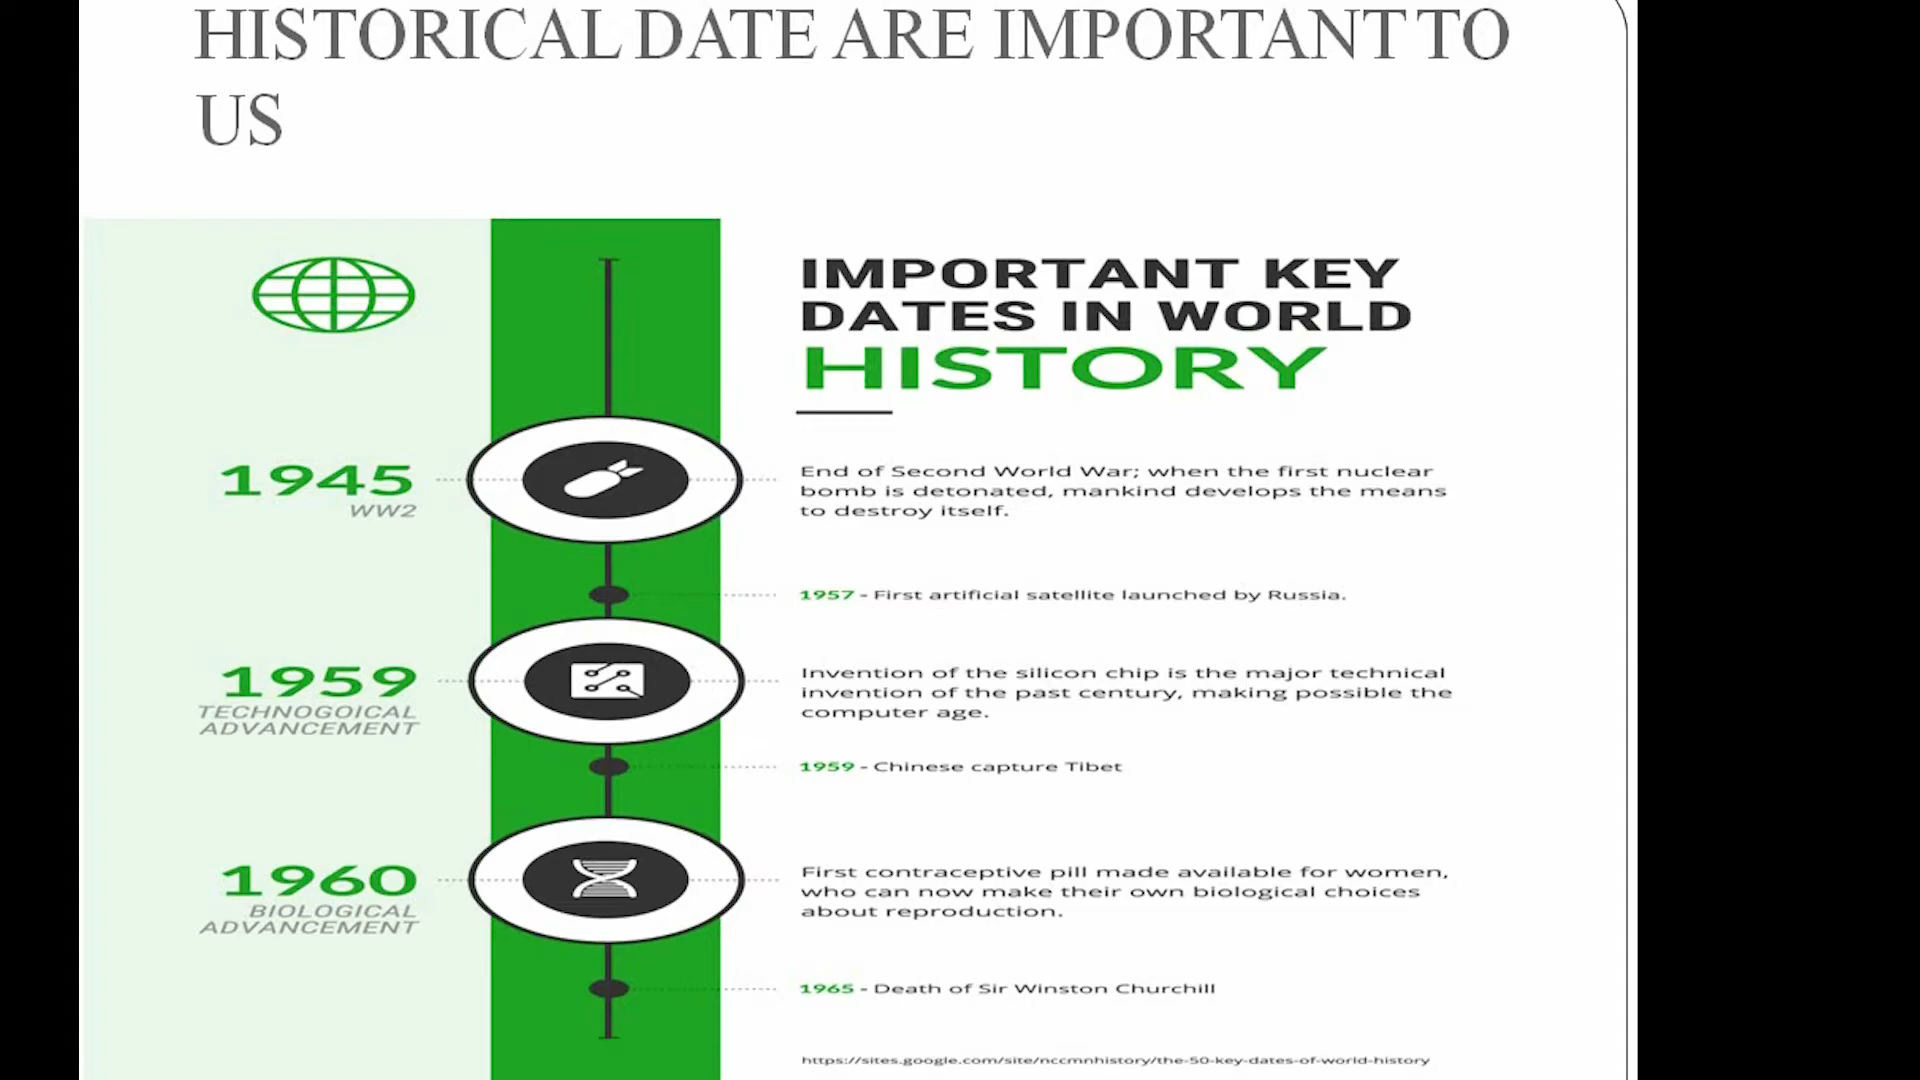 HISTORICAL DATE ARE IMPORTANT TO
US
IMPORTANT KEY
DATES IN WORLD
HISTORY
1945
WW2
End of Second World War; when the first nuclear
bomb is detonated, mankind develops the means
to destroy itself.
1957 - First artificial satellite launched by Russia.
1959
TECHNOGOICAL
ADVANCEMENT
Invention of the silicon chip is the major technical
invention of the past century, making possible the
computer age.
1959 - Chinese capture Tibet
1960
BIOLOGICAL
ADVANCEMENT
First contraceptive pill made available for women,
who can now make their own biological choices
about reproduction.
1965 - Death of Sir Winston Churchill
https://sites.google.com/site/nccmnhistory/the-50-key-dates-of-world-history